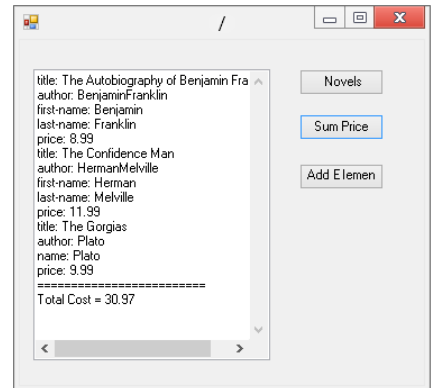 /
title: The Autobiography of Benjamin Fra
author: BenjaminFranklin
first-name: Benjamin
last-name: Franklin
price: 8.99
title: The Confidence Man
author: HermanMelville
first-name: Herman
last-name: Melville
price: 11.99
title: The Gorgias
author: Plato
name: Plato
price: 9.99
=========================
Total Cost = 30.97
Novels
Sum Price
Add Elemen